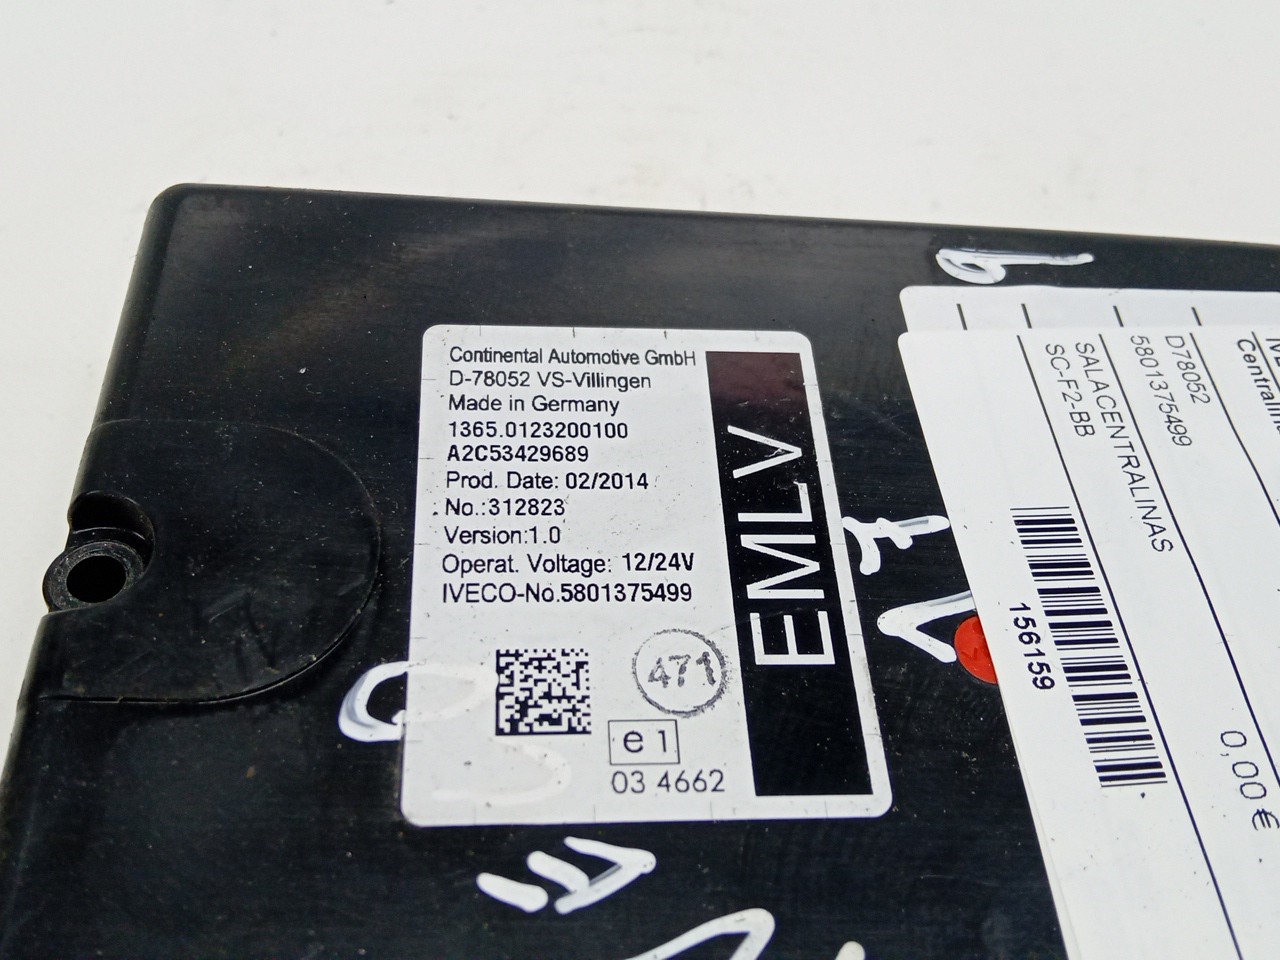 Continental Automotive GmbH
D-78052 VS-Villingen
Made in Germany
1365.0123200100
A2C53429689
Prod. Date: 02/2014
No.:312823
Version:1.0
Operat. Voltage: 12/24V
IVECO-No.5801375499
471
e1
03 4662
EMLV
D78052
5801375499
SALACENTRALINAS
SC-F2-BB
156159
0,00 €